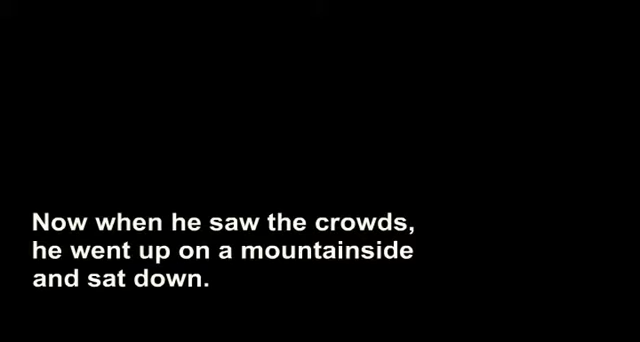 Now when he saw the crowds,
he went up on a mountainside
and sat down.